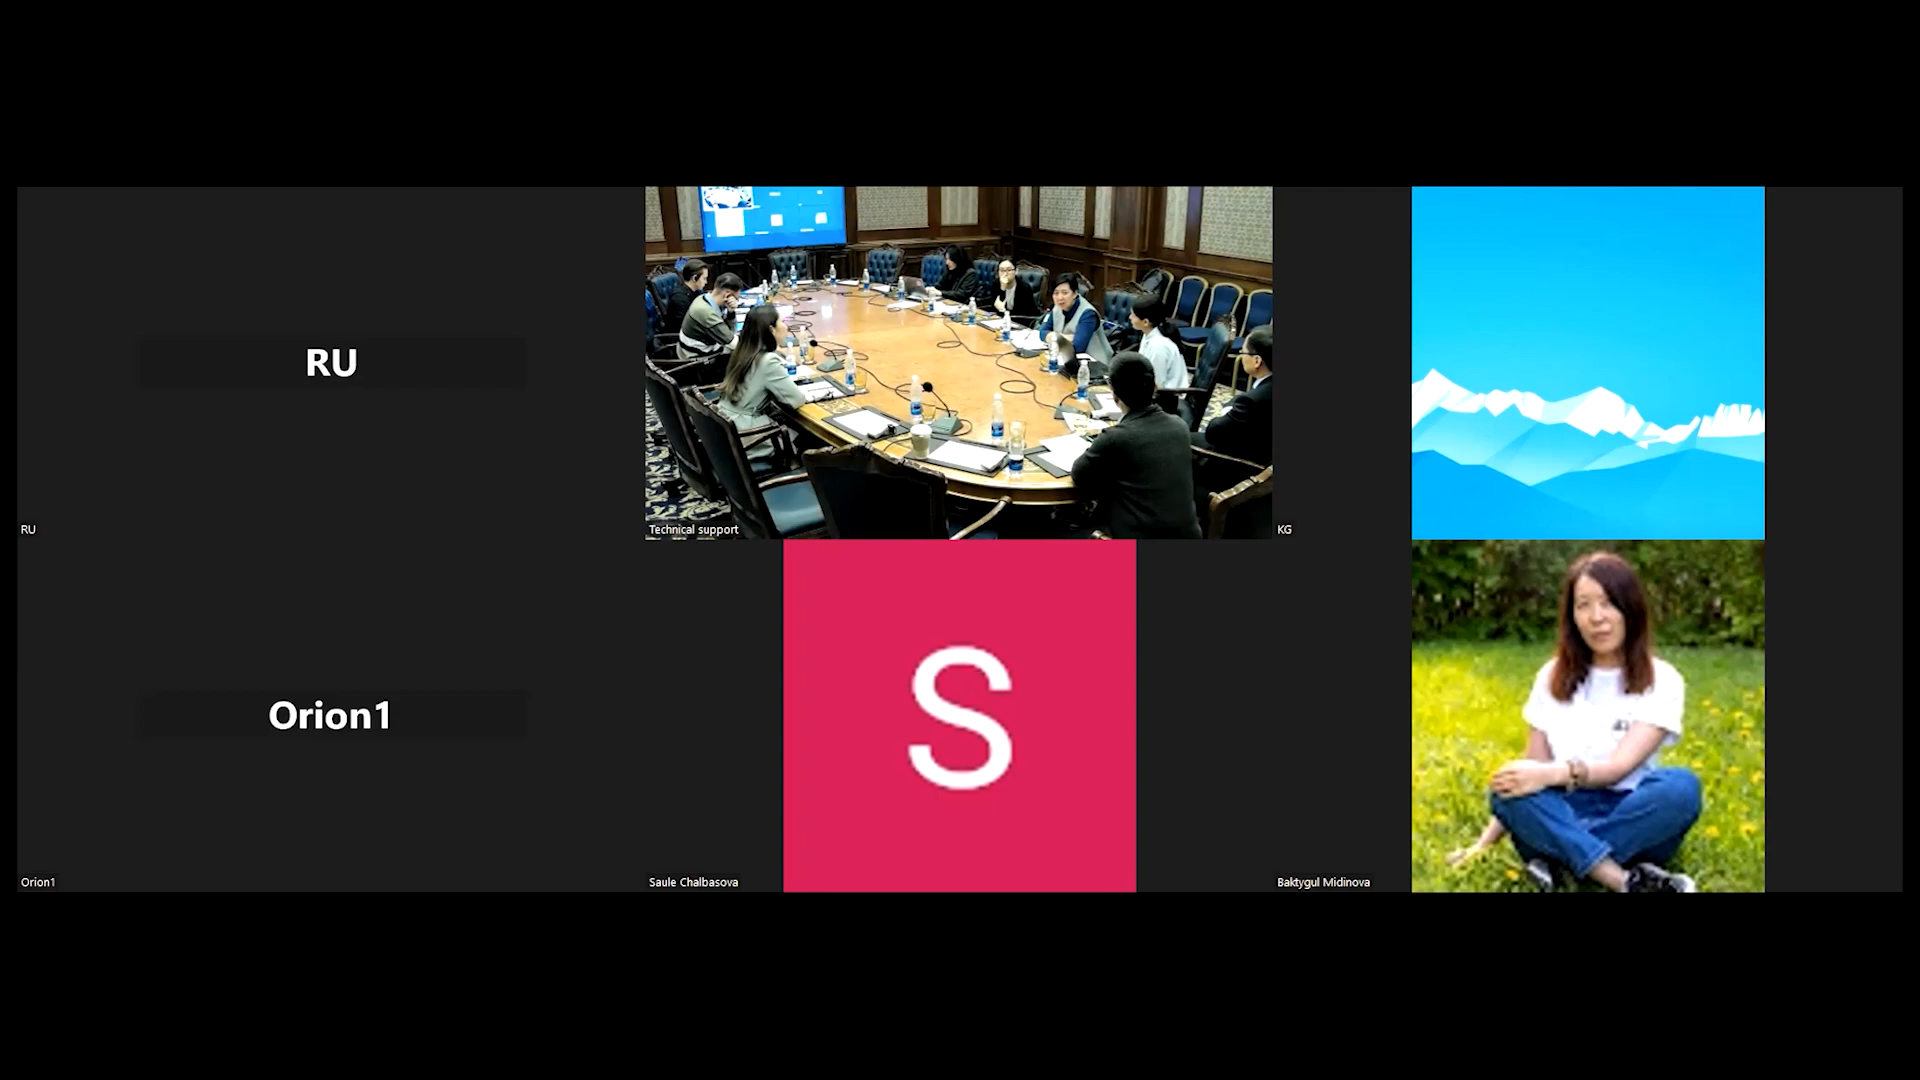 RU
RU
Technical support
KG
Orion1
Orion1
S
Saule Chalbasova
Baktygul Midinova